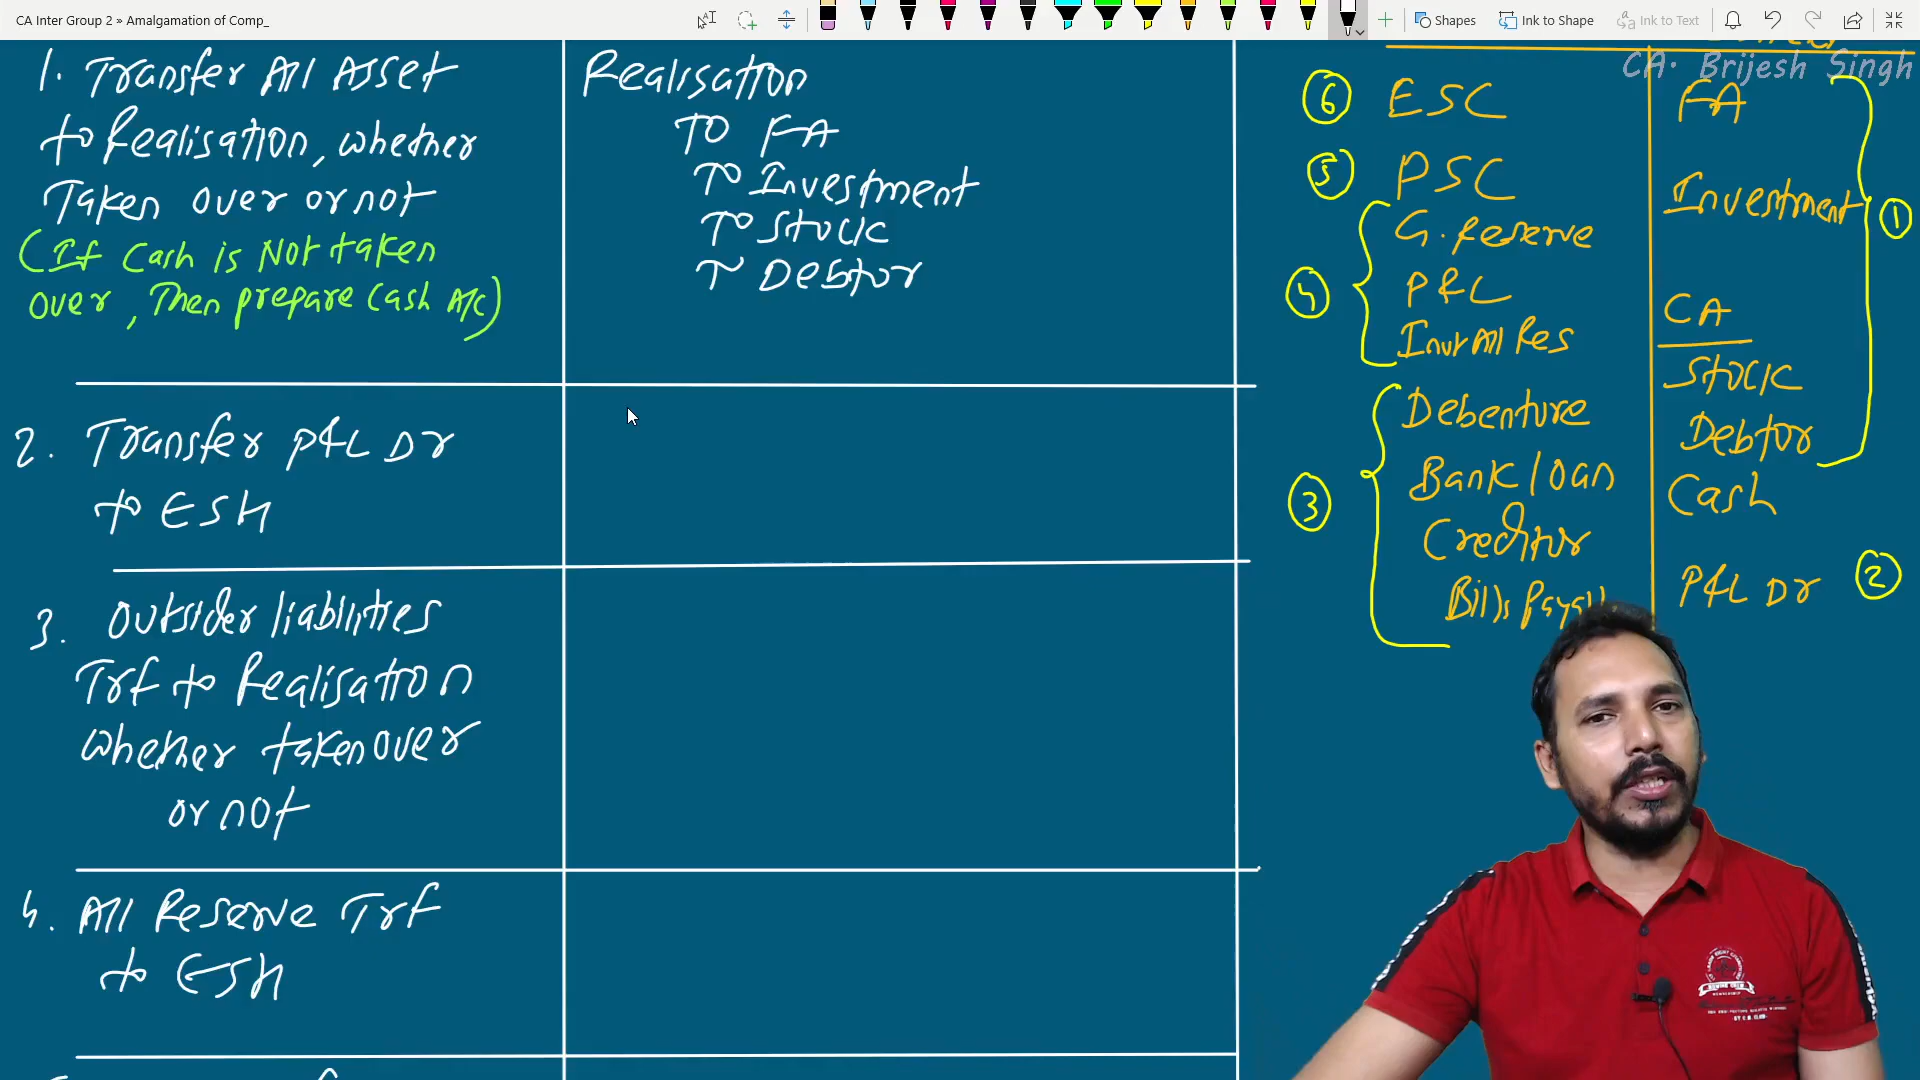 CA Inter Group 2 » Amalgamation of Comp_
Shapes
Ink to Shape
Ink to Text
CA. Brijesh Singh
1. Transfer All Asset
to Realisation, whether
Taken over or not
(If Cash is Not taken
over, Then prepare Cash A/c)
Realisation
TO FA
To Investment
To Stock
To Debtor
2. Transfer P&L Dr
to ESH
3. Outsider liabilities
Trf to Realisation
whether taken over
or not
4. All Reserve Trf
to ESH
6 ESC
5 PSC
4
G. Reserve
P&L
Invt All Res
3
Debenture
Bank loan
Creditor
Bills
FA
Investment
1
CA
Stock
Debtor
Cash
P&L Dr 2